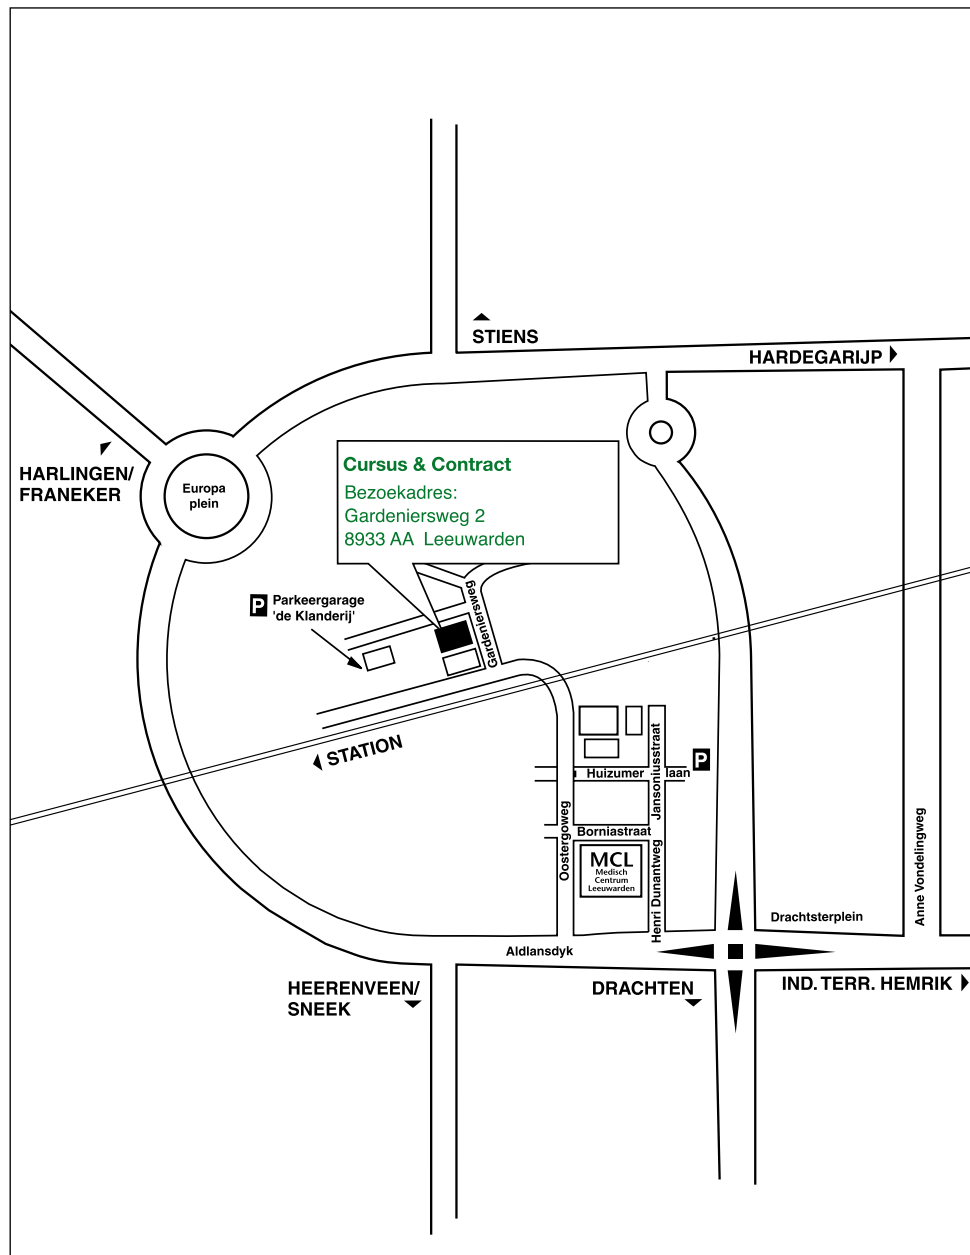 STIENS
HARDEGARIJP
HARLINGEN/
FRANEKER
Europa
plein
Cursus & Contract
Bezoekadres:
Gardeniersweg 2
8933 AA Leeuwarden
P Parkeergarage
'de Klanderij'
Gardeniersweg
STATION
P
Huizumer laan
Jansoniusstraat
Borniastraat
Oostergoweg
MCL
Medisch
Centrum
Leeuwarden
Henri Dunantweg
Anne Vondelingweg
Drachtsterplein
Aldlansdyk
HEERENVEEN/
SNEEK
DRACHTEN
IND. TERR. HEMRIK